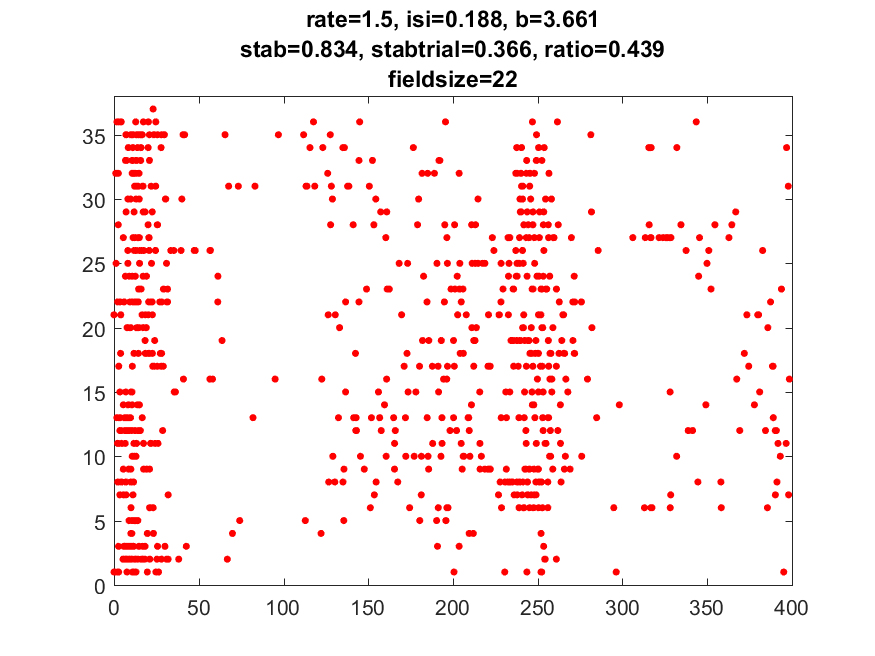 rate=1.5, isi=0.188, b=3.661
stab=0.834, stabtrial=0.366, ratio=0.439
fieldsize=22
35
30
25
20
15
10
5
0
0 50 100 150 200 250 300 350 400